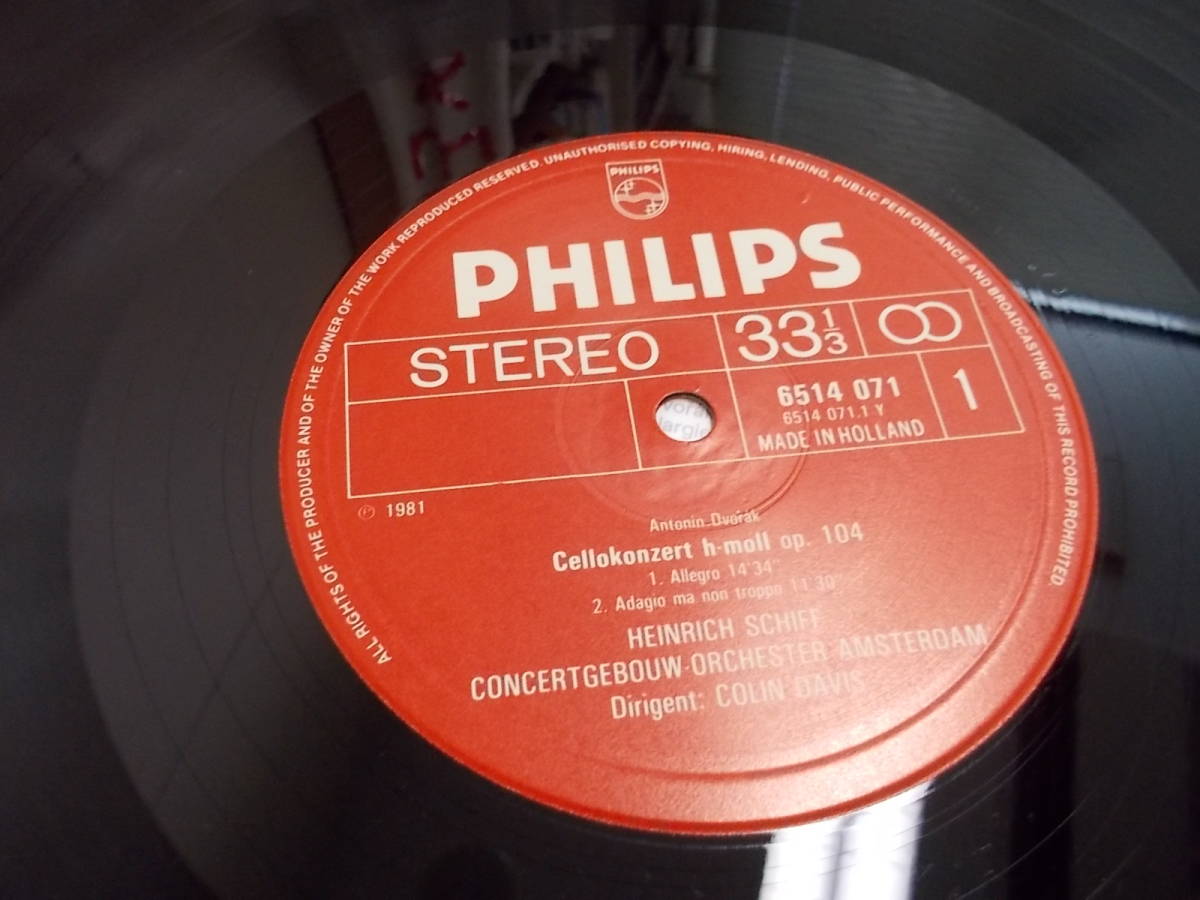 ALL RIGHTS OF THE PRODUCER AND OF THE OWNER OF THE WORK REPRODUCED RESERVED. UNAUTHORISED COPYING, HIRING, LENDING, PUBLIC PERFORMANCE AND BROADCASTING OF THIS RECORD PROHIBITED.
PHILIPS
PHILIPS
STEREO
33 1/3
6514 071
6514 071.1 Y
MADE IN HOLLAND
1
℗ 1981
Antonin Dvořák
Cellokonzert h-moll op. 104
1. Allegro 14'34"
2. Adagio ma non troppo 11'30"
HEINRICH SCHIFF
CONCERTGEBOUW-ORCHESTER AMSTERDAM
Dirigent: COLIN DAVIS